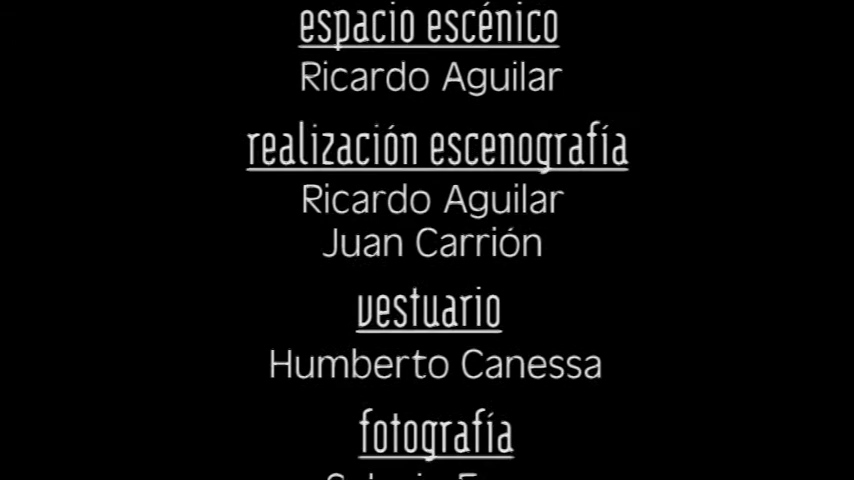 espacio escénico
Ricardo Aguilar
realización escenografía
Ricardo Aguilar
Juan Carrión
vestuario
Humberto Canessa
fotografía